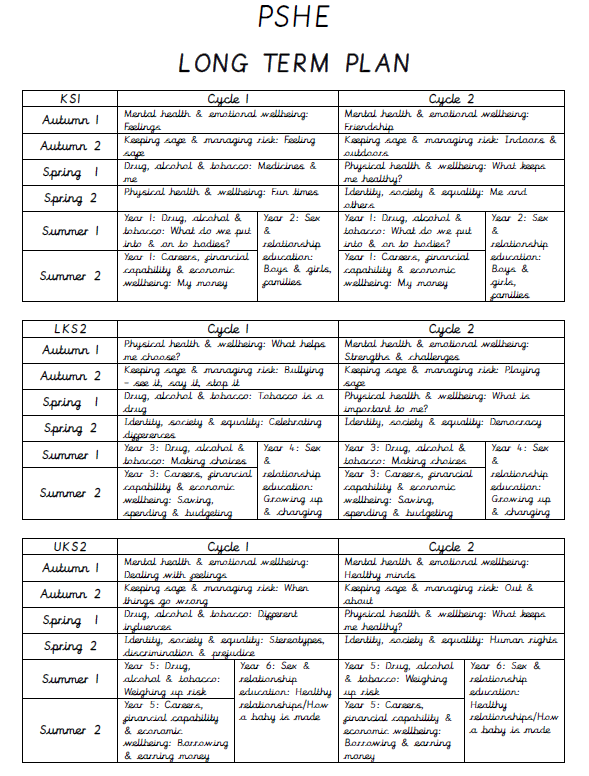 PSHE
LONG TERM PLAN
KS1 Cycle 1 Cycle 2
Autumn 1
Mental health & emotional wellbeing:
Feelings
Mental health & emotional wellbeing:
Friendship
Autumn 2
Keeping safe & managing risk: Feeling
safe
Keeping safe & managing risk: Indoors &
outdoors
Spring 1
Drug, alcohol & tobacco: Medicines &
me
Physical health & wellbeing: What keeps
me healthy?
Spring 2
Physical health & wellbeing: Fun times
Identity, society & equality: Me and
others
Summer 1
Year 1: Drug, alcohol &
tobacco: What do we put
into & on to bodies?
Year 2: Sex
&
relationship
education:
Boys & girls,
families
Year 1: Drug, alcohol &
tobacco: What do we put
into & on to bodies?
Year 2: Sex
&
relationship
education:
Boys &
girls,
families
Summer 2
Year 1: Careers, financial
capability & economic
wellbeing: My money
Year 1: Careers, financial
capability & economic
wellbeing: My money
LKS2 Cycle 1 Cycle 2
Autumn 1
Physical health & wellbeing: What helps
me choose?
Mental health & emotional wellbeing:
Strengths & challenges
Autumn 2
Keeping safe & managing risk: Bullying
– see it, say it, stop it
Keeping safe & managing risk: Playing
safe
Spring 1
Drug, alcohol & tobacco: Tobacco is a
drug
Physical health & wellbeing: What is
important to me?
Spring 2
Identity, society & equality: Celebrating
differences
Identity, society & equality: Democracy
Summer 1
Year 3: Drug, alcohol &
tobacco: Making choices
Year 4: Sex
&
relationship
education:
Growing up
& changing
Year 3: Drug, alcohol &
tobacco: Making choices
Year 4: Sex
&
relationship
education:
Growing up
& changing
Summer 2
Year 3: Careers, financial
capability & economic
wellbeing: Saving,
spending & budgeting
Year 3: Careers, financial
capability & economic
wellbeing: Saving,
spending & budgeting
UKS2 Cycle 1 Cycle 2
Autumn 1
Mental health & emotional wellbeing:
Dealing with feelings
Mental health & emotional wellbeing:
Healthy minds
Autumn 2
Keeping safe & managing risk: When
things go wrong
Keeping safe & managing risk: Out &
about
Spring 1
Drug, alcohol & tobacco: Different
influences
Physical health & wellbeing: What keeps
me healthy?
Spring 2
Identity, society & equality: Stereotypes,
discrimination & prejudice
Identity, society & equality: Human rights
Summer 1
Year 5: Drug,
alcohol & tobacco:
Weighing up risk
Year 6: Sex &
relationship
education: Healthy
relationships/How
a baby is made
Year 5: Drug, alcohol
& tobacco: Weighing
up risk
Year 6: Sex &
relationship
education:
Healthy
relationships/How
a baby is made
Summer 2
Year 5: Careers,
financial capability
& economic
wellbeing: Borrowing
& earning money
Year 5: Careers,
financial capability &
economic wellbeing:
Borrowing & earning
money